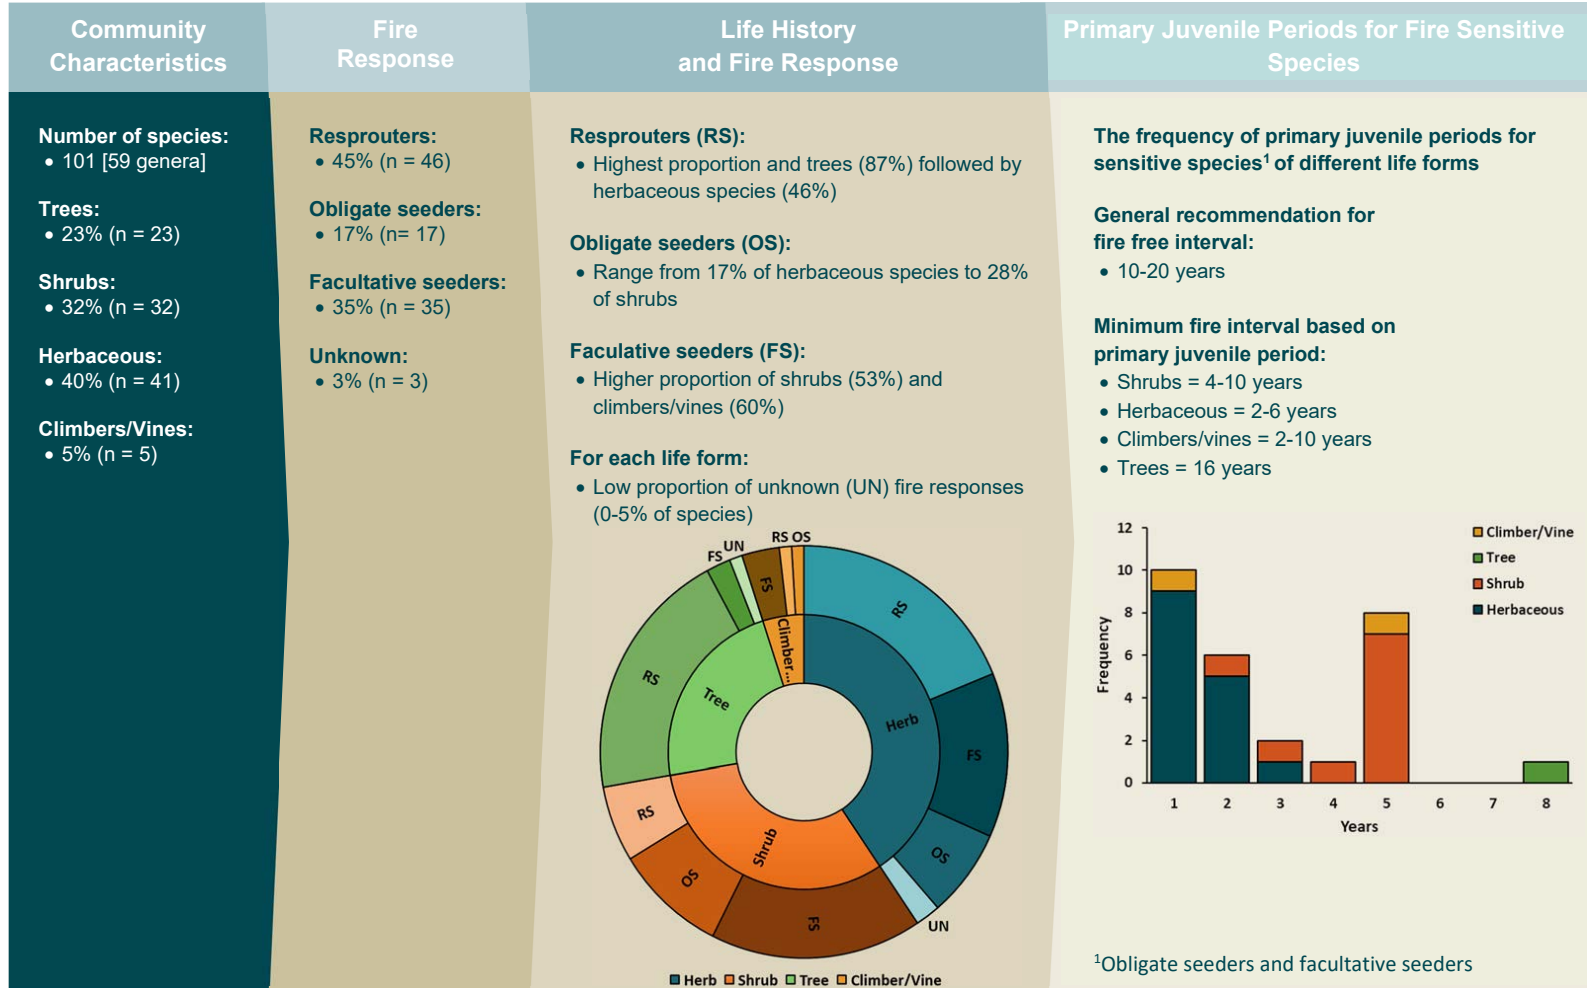 Community
Characteristics
Fire
Response
Life History
and Fire Response
Primary Juvenile Periods for Fire Sensitive
Species
Number of species:
• 101 [59 genera]
Trees:
• 23% (n = 23)
Shrubs:
• 32% (n = 32)
Herbaceous:
• 40% (n = 41)
Climbers/Vines:
• 5% (n = 5)
Resprouters:
• 45% (n = 46)
Obligate seeders:
• 17% (n= 17)
Facultative seeders:
• 35% (n = 35)
Unknown:
• 3% (n = 3)
Resprouters (RS):
• Highest proportion and trees (87%) followed by
herbaceous species (46%)
Obligate seeders (OS):
• Range from 17% of herbaceous species to 28%
of shrubs
Faculative seeders (FS):
• Higher proportion of shrubs (53%) and
climbers/vines (60%)
For each life form:
• Low proportion of unknown (UN) fire responses
(0-5% of species)
FS
UN
FS
RS
OS
RS
Climber...
RS
Tree
Herb
FS
RS
OS
Shrub
OS
FS
UN
Herb
Shrub
Tree
Climber/Vine
The frequency of primary juvenile periods for
sensitive species¹ of different life forms
General recommendation for
fire free interval:
• 10-20 years
Minimum fire interval based on
primary juvenile period:
• Shrubs = 4-10 years
• Herbaceous = 2-6 years
• Climbers/vines = 2-10 years
• Trees = 16 years
12
10
8
6
4
2
0
Frequency
Climber/Vine
Tree
Shrub
Herbaceous
1 2 3 4 5 6 7 8
Years
¹Obligate seeders and facultative seeders